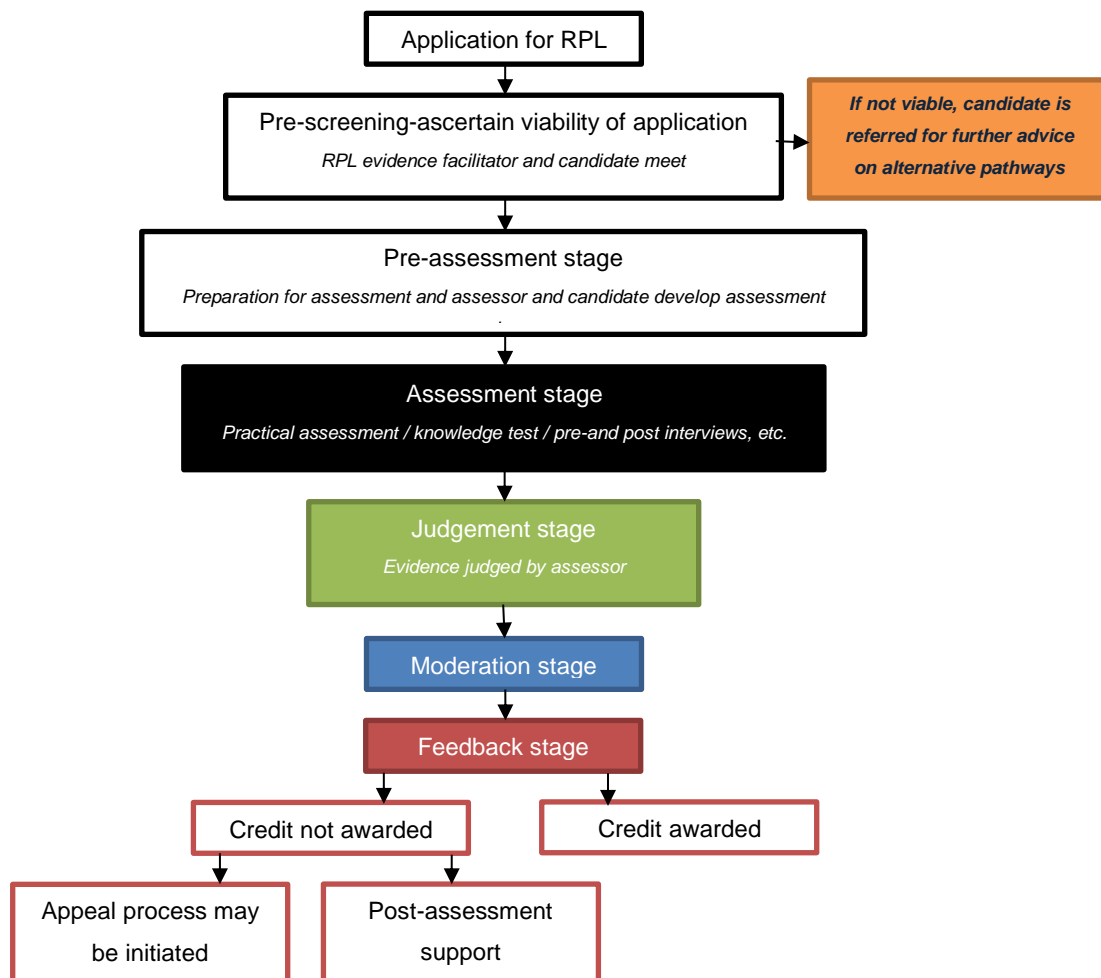 Application for RPL
Pre-screening-ascertain viability of application
RPL evidence facilitator and candidate meet
If not viable, candidate is
referred for further advice
on alternative pathways
Pre-assessment stage
Preparation for assessment and assessor and candidate develop assessment
.
Assessment stage
Practical assessment / knowledge test / pre-and post interviews, etc.
Judgement stage
Evidence judged by assessor
Moderation stage
Feedback stage
Credit not awarded
Credit awarded
Appeal process may
be initiated
Post-assessment
support